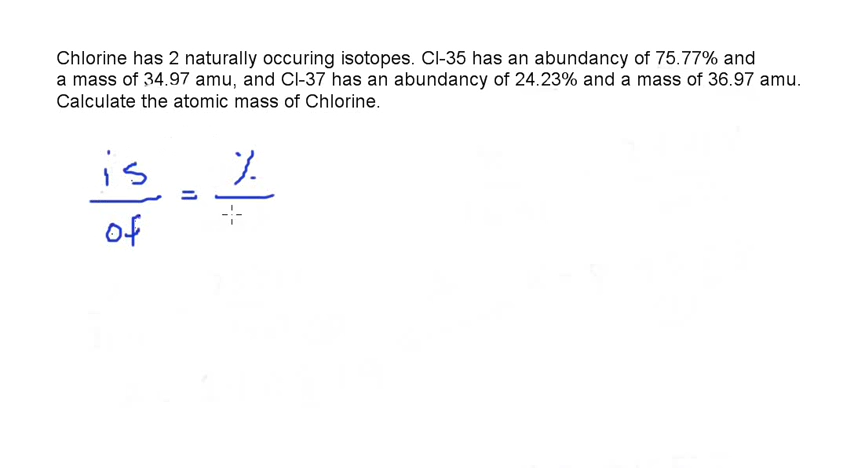 Chlorine has 2 naturally occuring isotopes. Cl-35 has an abundancy of 75.77% and
a mass of 34.97 amu, and Cl-37 has an abundancy of 24.23% and a mass of 36.97 amu.
Calculate the atomic mass of Chlorine.
is = %
of